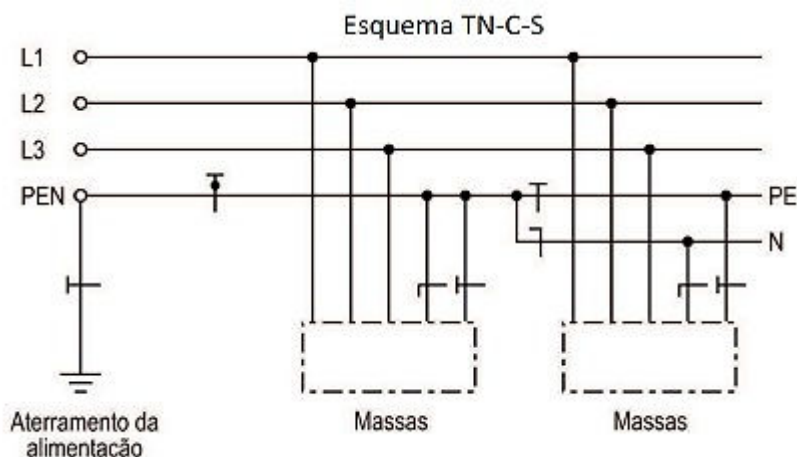 Esquema TN-C-S
L1
L2
L3
PEN
PE
N
Aterramento da
alimentação
Massas
Massas